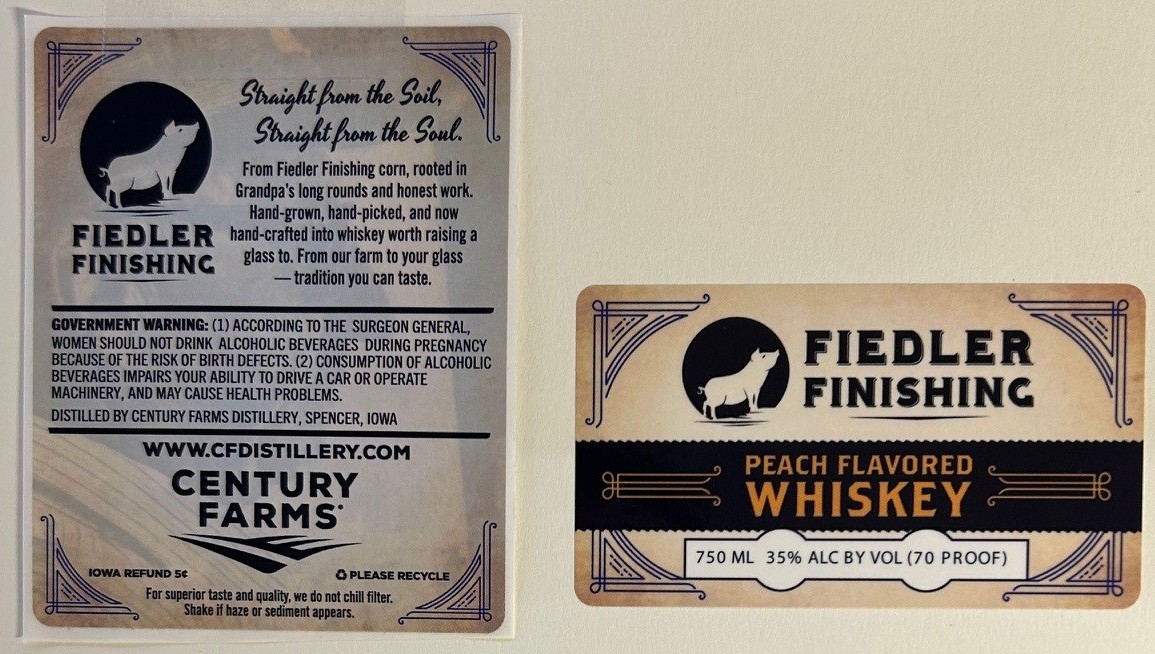 Straight from the Soil,
Straight from the Soul.
From Fiedler Finishing corn, rooted in
Grandpa's long rounds and honest work.
Hand-grown, hand-picked, and now
hand-crafted into whiskey worth raising a
glass to. From our farm to your glass
— tradition you can taste.
FIEDLER
FINISHING
GOVERNMENT WARNING: (1) ACCORDING TO THE SURGEON GENERAL,
WOMEN SHOULD NOT DRINK ALCOHOLIC BEVERAGES DURING PREGNANCY
BECAUSE OF THE RISK OF BIRTH DEFECTS. (2) CONSUMPTION OF ALCOHOLIC
BEVERAGES IMPAIRS YOUR ABILITY TO DRIVE A CAR OR OPERATE
MACHINERY, AND MAY CAUSE HEALTH PROBLEMS.
DISTILLED BY CENTURY FARMS DISTILLERY, SPENCER, IOWA
WWW.CFDISTILLERY.COM
CENTURY
FARMS
IOWA REFUND 5¢
PLEASE RECYCLE
For superior taste and quality, we do not chill filter.
Shake if haze or sediment appears.
FIEDLER
FINISHING
PEACH FLAVORED
WHISKEY
750 ML 35% ALC BY VOL (70 PROOF)